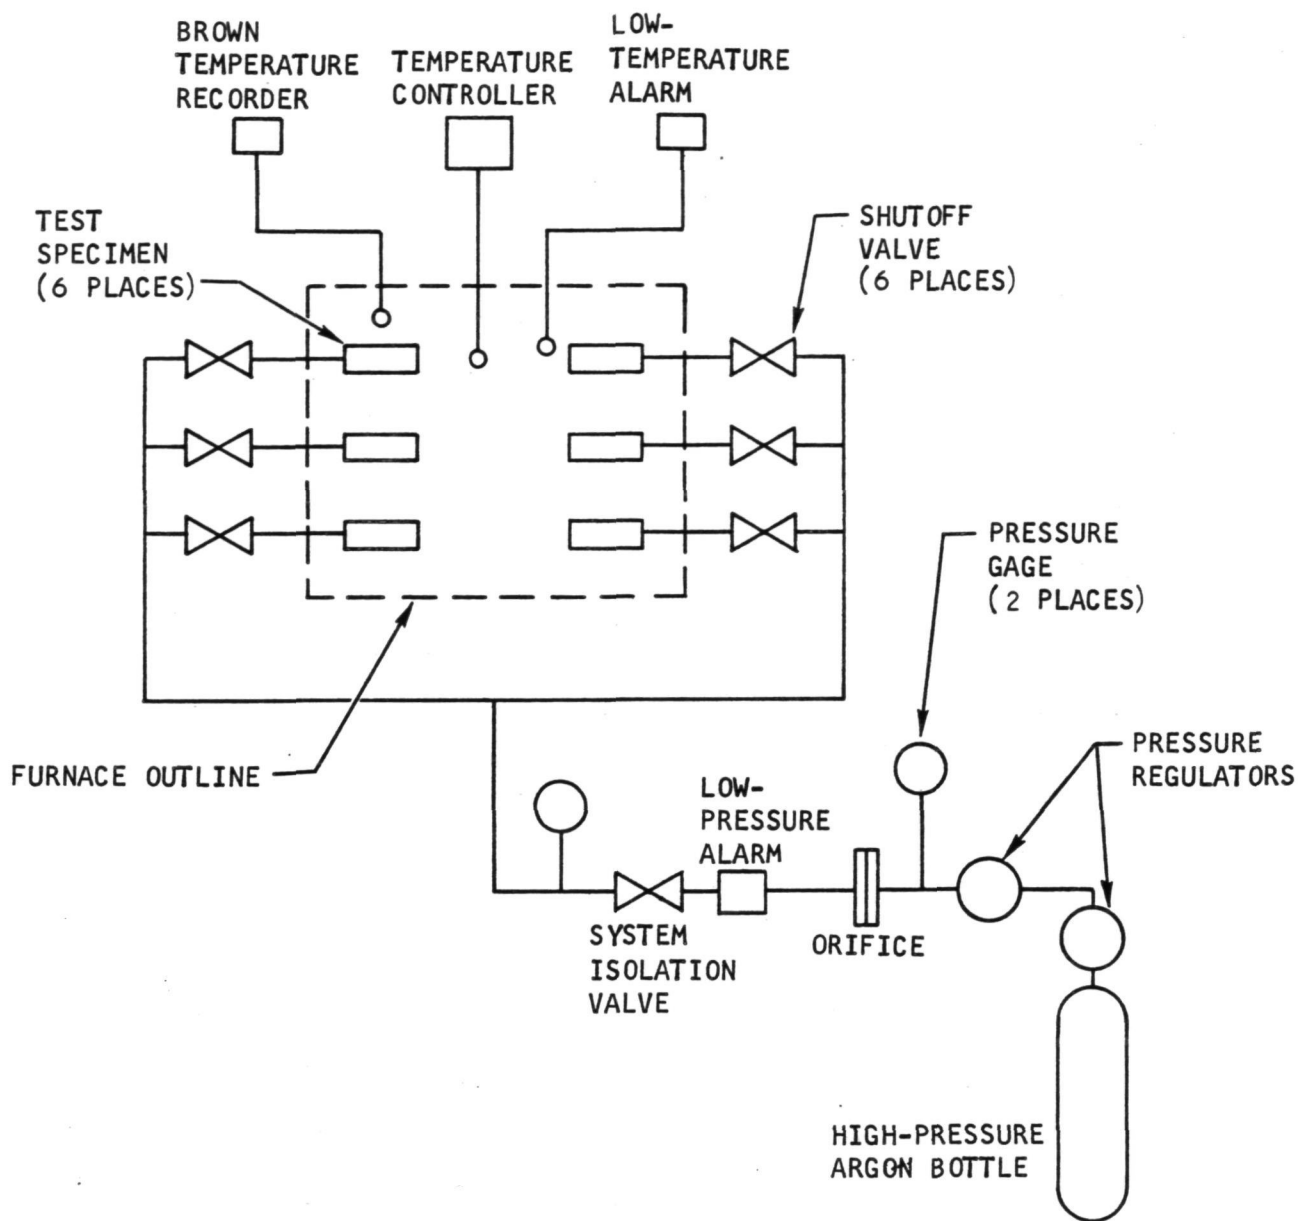 BROWN
TEMPERATURE
RECORDER
TEMPERATURE
CONTROLLER
LOW-
TEMPERATURE
ALARM
TEST
SPECIMEN
(6 PLACES)
SHUTOFF
VALVE
(6 PLACES)
PRESSURE
GAGE
(2 PLACES)
FURNACE OUTLINE
PRESSURE
REGULATORS
LOW-
PRESSURE
ALARM
ORIFICE
SYSTEM
ISOLATION
VALVE
HIGH-PRESSURE
ARGON BOTTLE